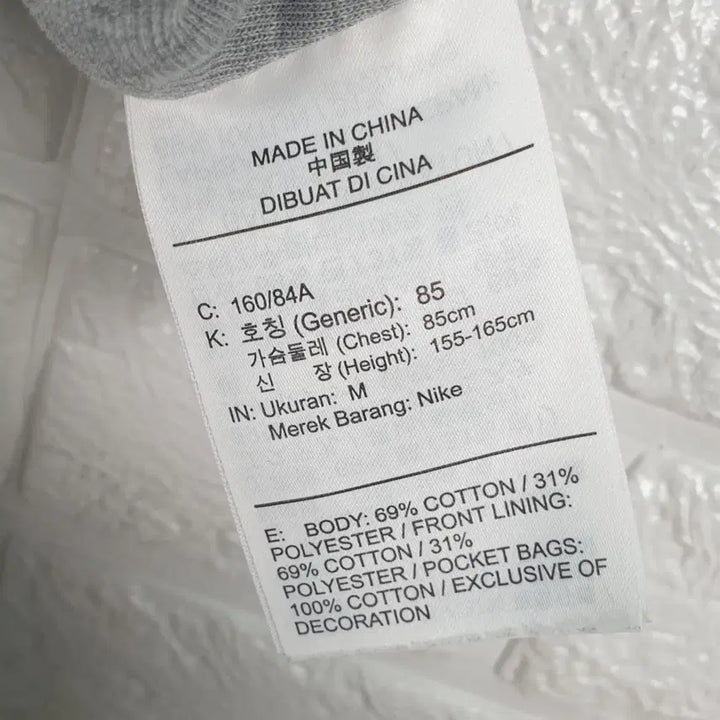 MADE IN CHINA
中国製
DIBUAT DI CINA
C: 160/84A
K: 호칭 (Generic): 85
가슴둘레 (Chest): 85cm
신 장 (Height): 155-165cm
IN: Ukuran: M
Merek Barang: Nike
E: BODY: 69% COTTON / 31%
POLYESTER / FRONT LINING:
69% COTTON / 31%
POLYESTER / POCKET BAGS:
100% COTTON / EXCLUSIVE OF
DECORATION